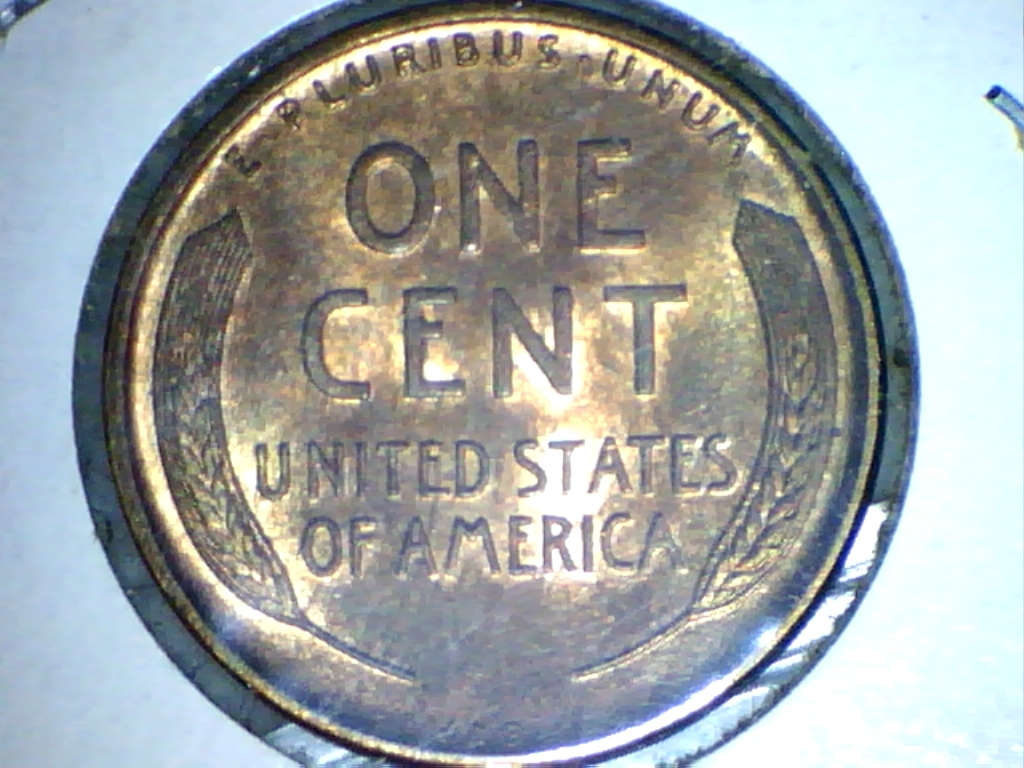 E·PLURIBUS·UNUM
ONE
CENT
UNITED STATES
OF AMERICA